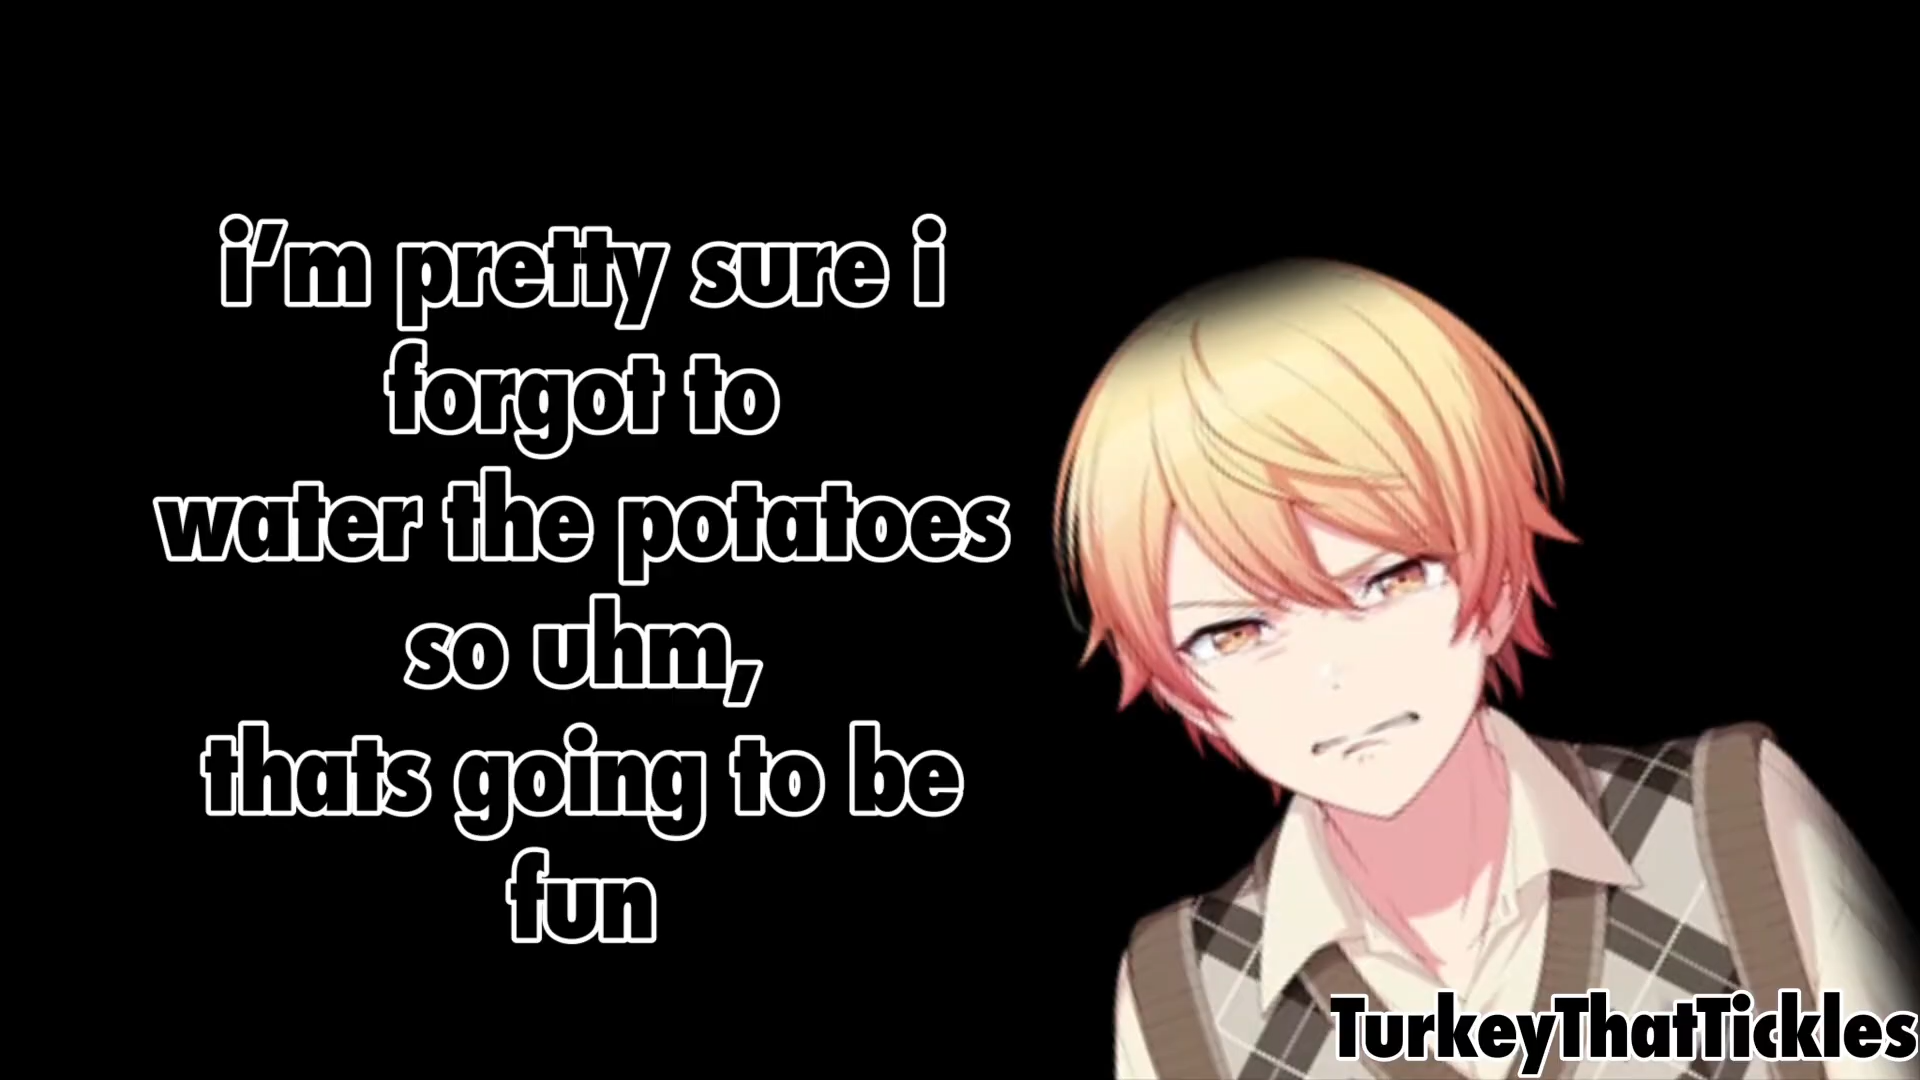 i'm pretty sure i
forgot to
water the potatoes
so uhm,
thats going to be
fun
TurkeyThatTickles